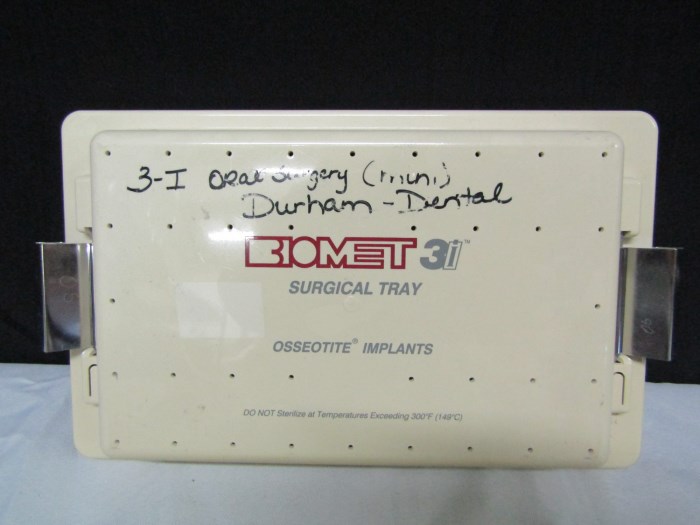 3-I Oral Surgery (mini)
Durham - Dental
BIOMET 3i™
SURGICAL TRAY
OSSEOTITE® IMPLANTS
DO NOT Sterilize at Temperatures Exceeding 300°F (149°C)